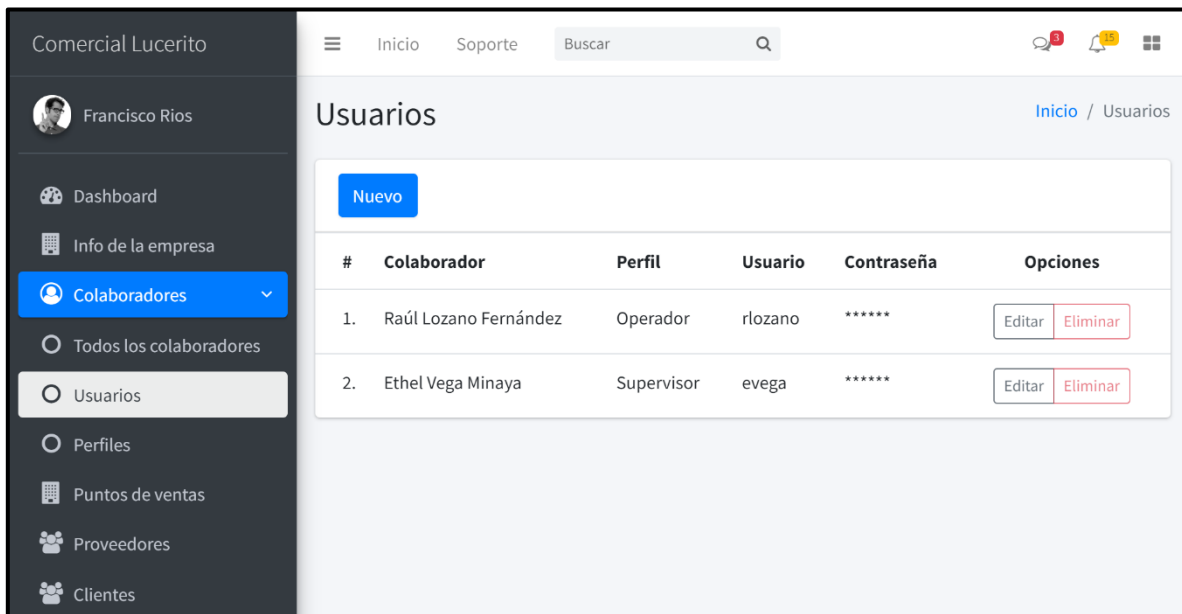 Comercial Lucerito
Inicio Soporte Buscar 3 15
Francisco Rios
Usuarios
Inicio / Usuarios
Dashboard
Info de la empresa
Colaboradores
Todos los colaboradores
Usuarios
Perfiles
Puntos de ventas
Proveedores
Clientes
Nuevo
# Colaborador Perfil Usuario Contraseña Opciones
1. Raúl Lozano Fernández Operador rlozano ****** Editar Eliminar
2. Ethel Vega Minaya Supervisor evega ****** Editar Eliminar